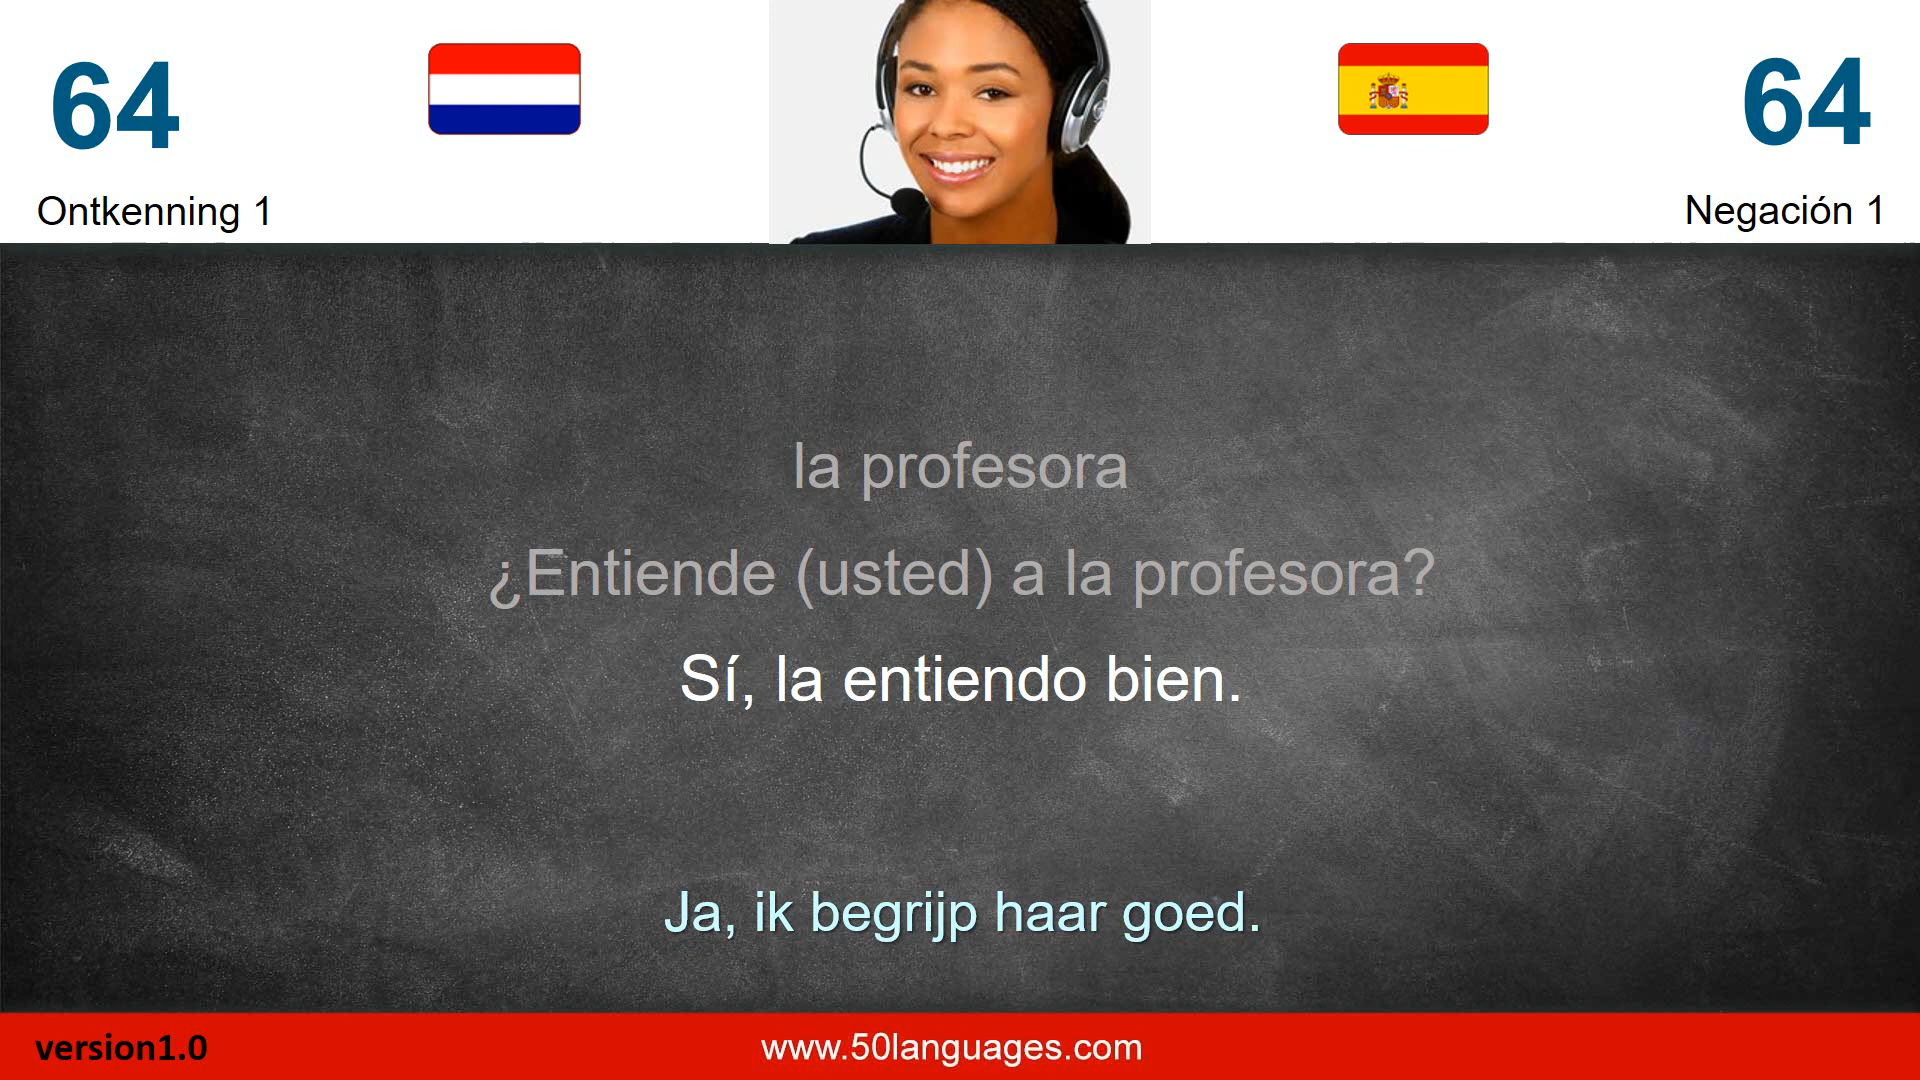 64
64
Ontkenning 1
Negación 1
la profesora
¿Entiende (usted) a la profesora?
Sí, la entiendo bien.
Ja, ik begrijp haar goed.
version1.0
www.50languages.com